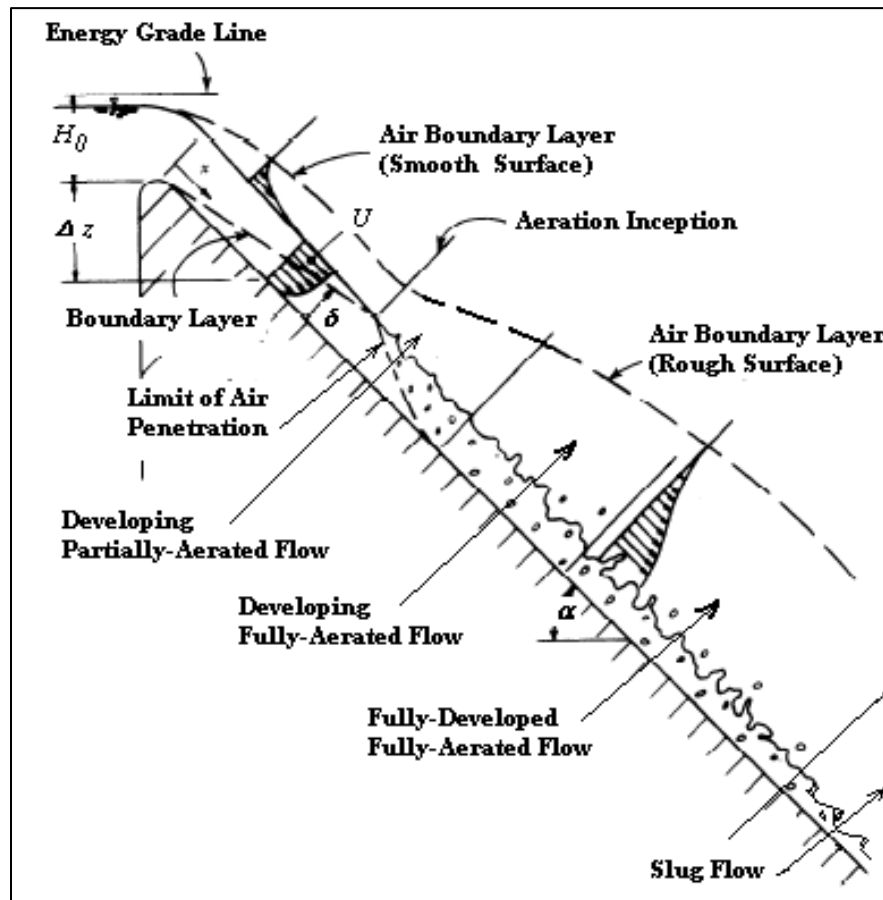 Energy Grade Line
H0
Air Boundary Layer
(Smooth Surface)
x
U
Aeration Inception
Δ z
Boundary Layer
δ
Air Boundary Layer
(Rough Surface)
Limit of Air
Penetration
Developing
Partially-Aerated Flow
Developing
Fully-Aerated Flow
α
Fully-Developed
Fully-Aerated Flow
Slug Flow